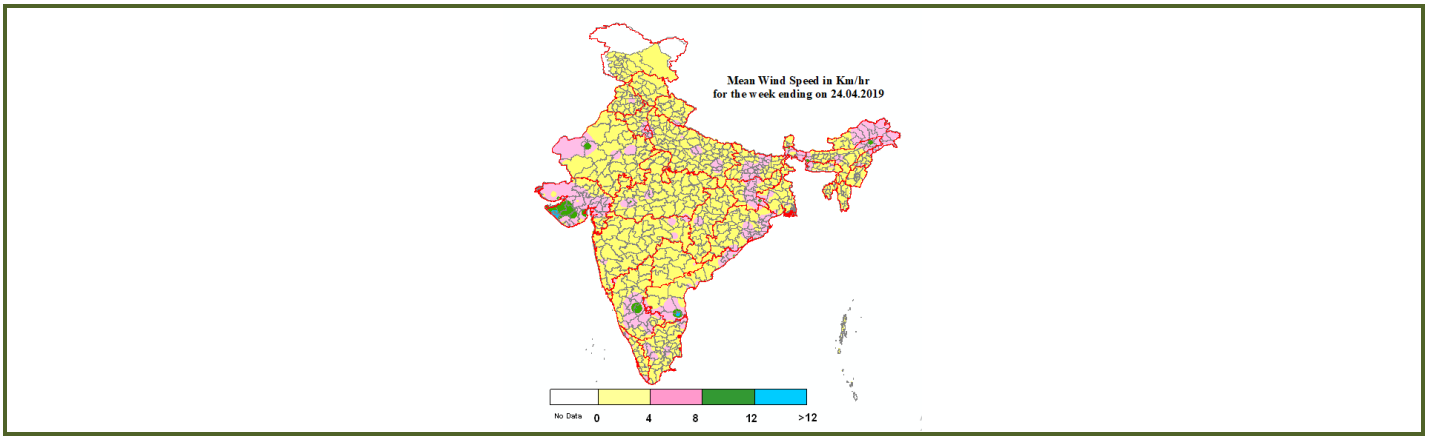 Mean Wind Speed in Km/hr
for the week ending on 24.04.2019
No Data 0 4 8 12 >12